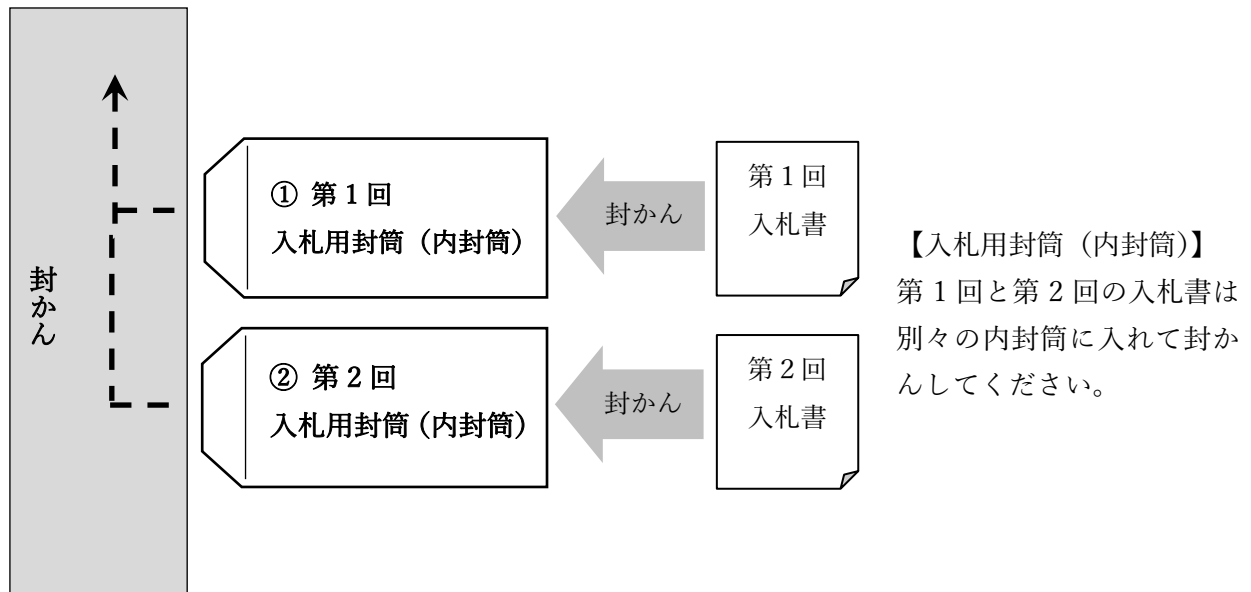 封かん
① 第１回
入札用封筒（内封筒）
封かん
第１回
入札書
② 第２回
入札用封筒（内封筒）
封かん
第２回
入札書
【入札用封筒（内封筒）】
第１回と第２回の入札書は
別々の内封筒に入れて封か
んしてください。